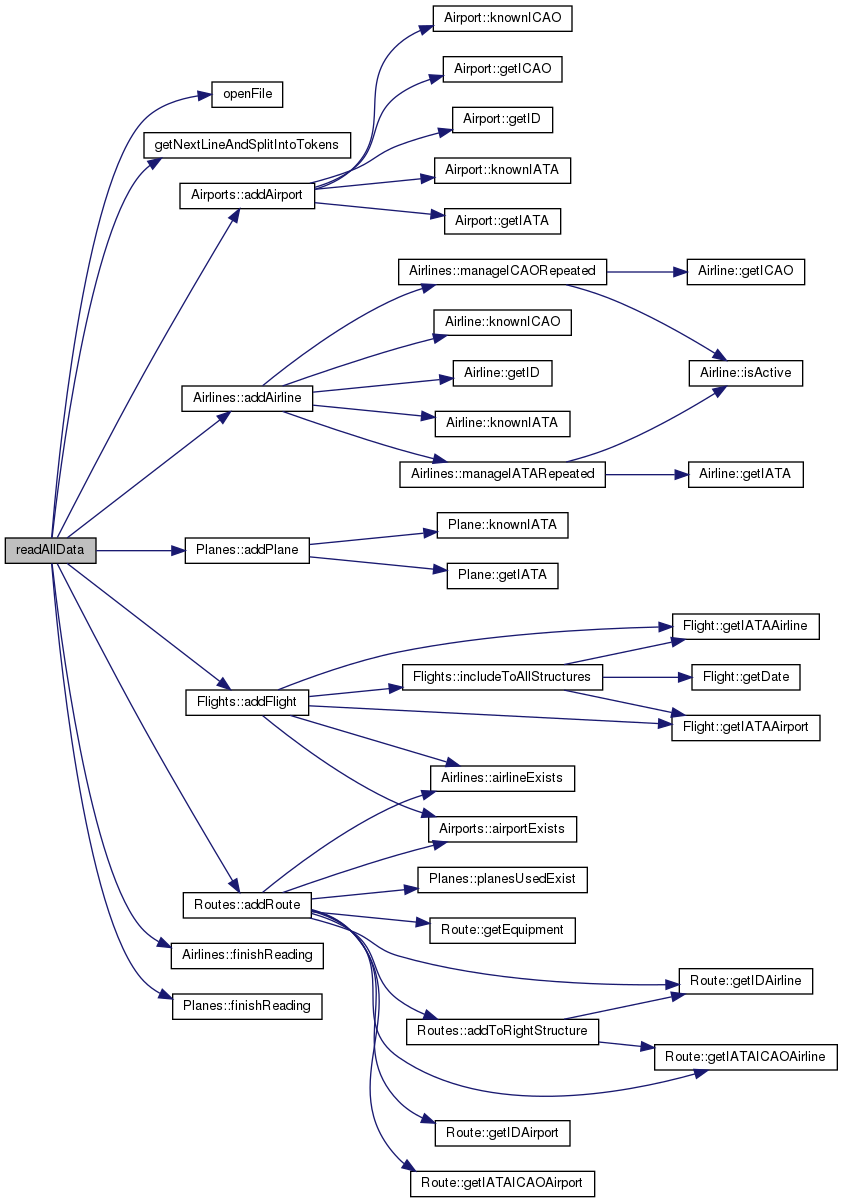 Airport::knownICAO
Airport::getICAO
openFile
Airport::getID
getNextLineAndSplitIntoTokens
Airport::knownIATA
Airports::addAirport
Airport::getIATA
Airlines::manageICAORepeated
Airline::getICAO
Airline::knownICAO
Airline::getID
Airline::isActive
Airlines::addAirline
Airline::knownIATA
Airlines::manageIATARepeated
Airline::getIATA
Plane::knownIATA
readAllData
Planes::addPlane
Plane::getIATA
Flight::getIATAAirline
Flights::includeToAllStructures
Flight::getDate
Flights::addFlight
Flight::getIATAAirport
Airlines::airlineExists
Airports::airportExists
Planes::planesUsedExist
Routes::addRoute
Route::getEquipment
Airlines::finishReading
Route::getIDAirline
Planes::finishReading
Routes::addToRightStructure
Route::getIATAICAOAirline
Route::getIDAirport
Route::getIATAICAOAirport